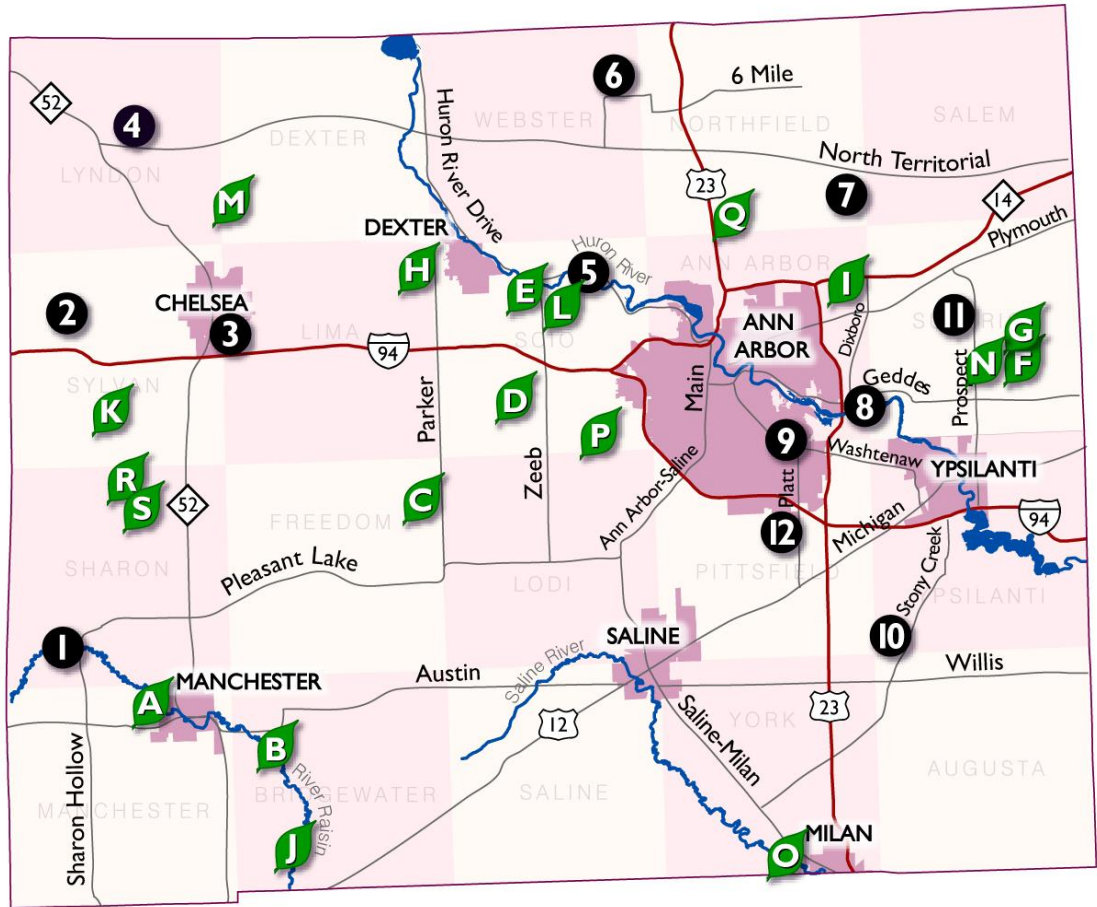 6
6 Mile
52
4
DEXTER
WEBSTER
NORTHFIELD
SALEM
Huron River Drive
North Territorial
LYNDON
M
23
7
14
Q
Plymouth
DEXTER
Huron River
H
5
ANN ARBOR
I
E
L
CHELSEA
2
3
LIMA
94
SCIO
ANN
ARBOR
Dixboro
11
G
N
F
Prospect
SYLVAN
K
Parker
D
Main
Geddes
8
P
9
Washtenaw
YPSILANTI
R
S
52
C
Zeeb
Ann Arbor-Saline
Platt
FREEDOM
12
Michigan
94
SHARON
Pleasant Lake
LODI
PITTSFIELD
Stony Creek
YPSILANTI
1
SALINE
10
Saline River
Austin
Willis
MANCHESTER
A
B
12
Saline-Milan
YORK
23
Sharon Hollow
MANCHESTER
BRIDGEWATER
River Raisin
SALINE
AUGUSTA
J
O
MILAN